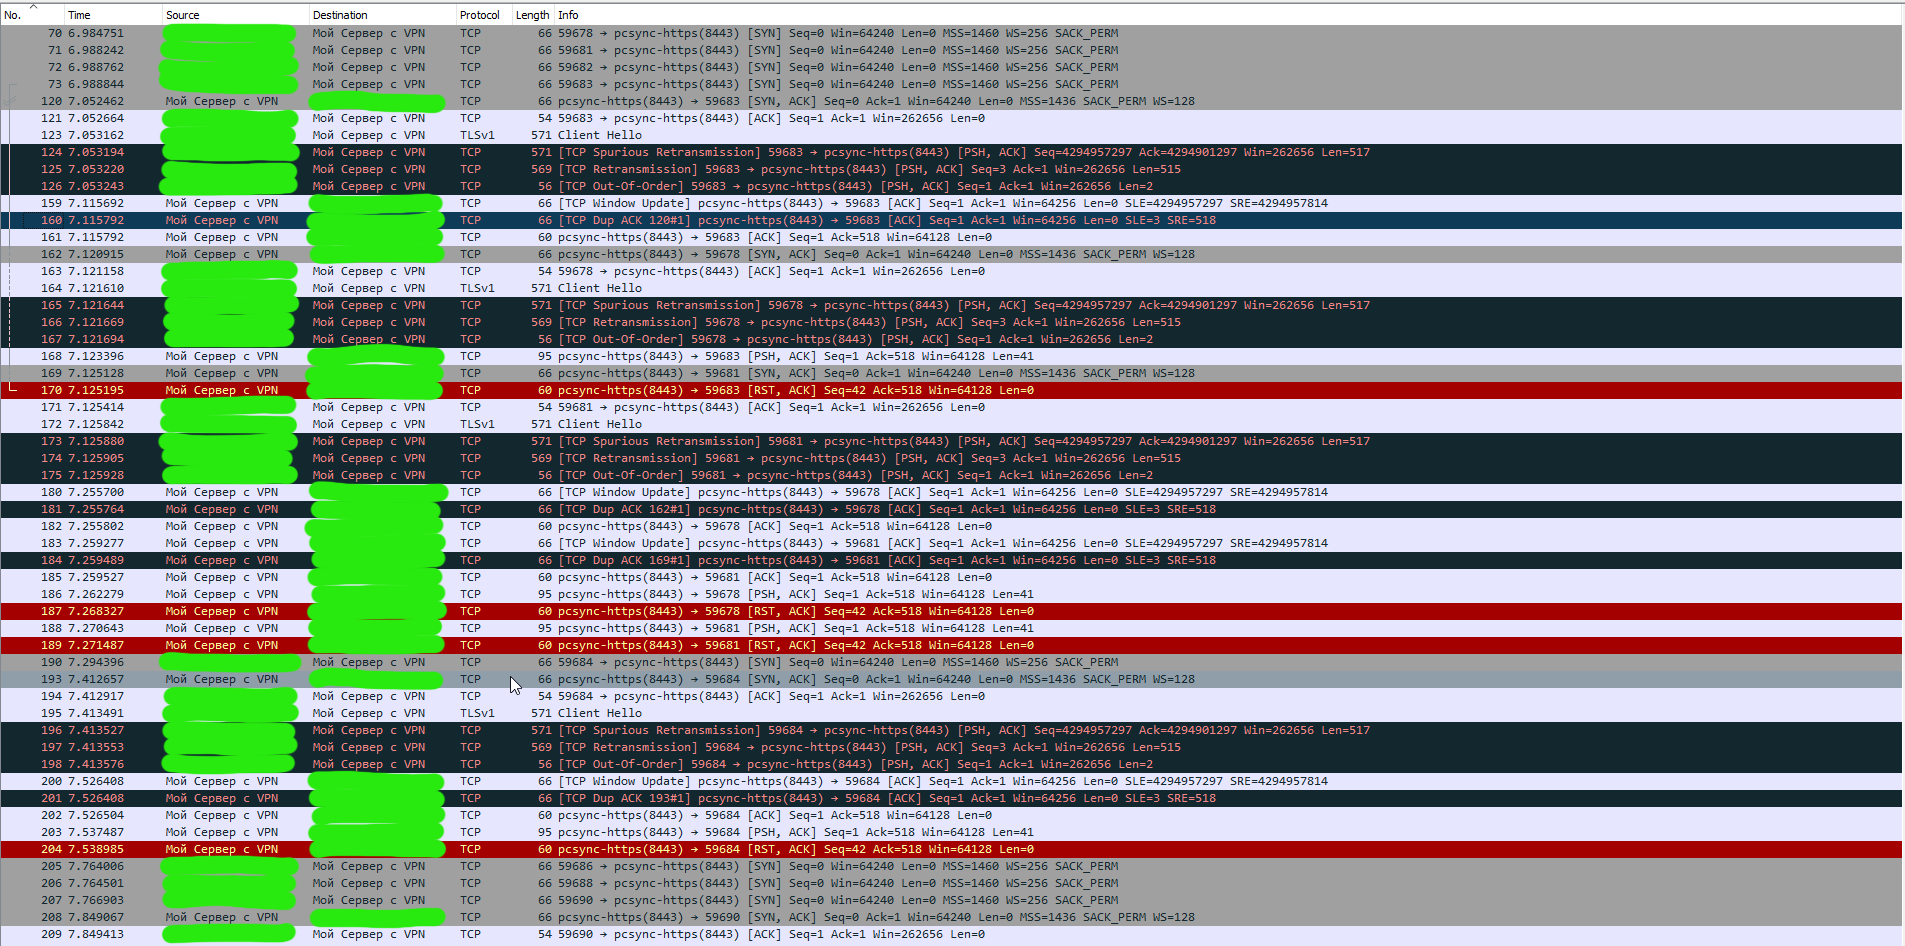 No. Time Source Destination Protocol Length Info
70 6.984751 Мой Сервер с VPN TCP 66 59678 → pcsync-https(8443) [SYN] Seq=0 Win=64240 Len=0 MSS=1460 WS=256 SACK_PERM
71 6.988242 Мой Сервер с VPN TCP 66 59681 → pcsync-https(8443) [SYN] Seq=0 Win=64240 Len=0 MSS=1460 WS=256 SACK_PERM
72 6.988762 Мой Сервер с VPN TCP 66 59682 → pcsync-https(8443) [SYN] Seq=0 Win=64240 Len=0 MSS=1460 WS=256 SACK_PERM
73 6.988844 Мой Сервер с VPN TCP 66 59683 → pcsync-https(8443) [SYN] Seq=0 Win=64240 Len=0 MSS=1460 WS=256 SACK_PERM
120 7.052462 Мой Сервер с VPN TCP 66 pcsync-https(8443) → 59683 [SYN, ACK] Seq=0 Ack=1 Win=64240 Len=0 MSS=1436 SACK_PERM WS=128
121 7.052664 Мой Сервер с VPN TCP 54 59683 → pcsync-https(8443) [ACK] Seq=1 Ack=1 Win=262656 Len=0
123 7.053162 Мой Сервер с VPN TLSv1 571 Client Hello
124 7.053194 Мой Сервер с VPN TCP 571 [TCP Spurious Retransmission] 59683 → pcsync-https(8443) [PSH, ACK] Seq=4294957297 Ack=4294901297 Win=262656 Len=517
125 7.053220 Мой Сервер с VPN TCP 569 [TCP Retransmission] 59683 → pcsync-https(8443) [PSH, ACK] Seq=3 Ack=1 Win=262656 Len=515
126 7.053243 Мой Сервер с VPN TCP 56 [TCP Out-Of-Order] 59683 → pcsync-https(8443) [PSH, ACK] Seq=1 Ack=1 Win=262656 Len=2
159 7.115692 Мой Сервер с VPN TCP 66 [TCP Window Update] pcsync-https(8443) → 59683 [ACK] Seq=1 Ack=1 Win=64256 Len=0 SLE=4294957297 SRE=4294957814
160 7.115792 Мой Сервер с VPN TCP 66 [TCP Dup ACK 120#1] pcsync-https(8443) → 59683 [ACK] Seq=1 Ack=1 Win=64256 Len=0 SLE=3 SRE=518
161 7.115792 Мой Сервер с VPN TCP 60 pcsync-https(8443) → 59683 [ACK] Seq=1 Ack=518 Win=64128 Len=0
162 7.120915 Мой Сервер с VPN TCP 66 pcsync-https(8443) → 59678 [SYN, ACK] Seq=0 Ack=1 Win=64240 Len=0 MSS=1436 SACK_PERM WS=128
163 7.121158 Мой Сервер с VPN TCP 54 59678 → pcsync-https(8443) [ACK] Seq=1 Ack=1 Win=262656 Len=0
164 7.121610 Мой Сервер с VPN TLSv1 571 Client Hello
165 7.121644 Мой Сервер с VPN TCP 571 [TCP Spurious Retransmission] 59678 → pcsync-https(8443) [PSH, ACK] Seq=4294957297 Ack=4294901297 Win=262656 Len=517
166 7.121669 Мой Сервер с VPN TCP 569 [TCP Retransmission] 59678 → pcsync-https(8443) [PSH, ACK] Seq=3 Ack=1 Win=262656 Len=515
167 7.121694 Мой Сервер с VPN TCP 56 [TCP Out-Of-Order] 59678 → pcsync-https(8443) [PSH, ACK] Seq=1 Ack=1 Win=262656 Len=2
168 7.123396 Мой Сервер с VPN TCP 95 pcsync-https(8443) → 59683 [PSH, ACK] Seq=1 Ack=518 Win=64128 Len=41
169 7.125128 Мой Сервер с VPN TCP 66 pcsync-https(8443) → 59681 [SYN, ACK] Seq=0 Ack=1 Win=64240 Len=0 MSS=1436 SACK_PERM WS=128
170 7.125195 Мой Сервер с VPN TCP 60 pcsync-https(8443) → 59683 [RST, ACK] Seq=42 Ack=518 Win=64128 Len=0
171 7.125414 Мой Сервер с VPN TCP 54 59681 → pcsync-https(8443) [ACK] Seq=1 Ack=1 Win=262656 Len=0
172 7.125842 Мой Сервер с VPN TLSv1 571 Client Hello
173 7.125880 Мой Сервер с VPN TCP 571 [TCP Spurious Retransmission] 59681 → pcsync-https(8443) [PSH, ACK] Seq=4294957297 Ack=4294901297 Win=262656 Len=517
174 7.125905 Мой Сервер с VPN TCP 569 [TCP Retransmission] 59681 → pcsync-https(8443) [PSH, ACK] Seq=3 Ack=1 Win=262656 Len=515
175 7.125928 Мой Сервер с VPN TCP 56 [TCP Out-Of-Order] 59681 → pcsync-https(8443) [PSH, ACK] Seq=1 Ack=1 Win=262656 Len=2
180 7.255700 Мой Сервер с VPN TCP 66 [TCP Window Update] pcsync-https(8443) → 59678 [ACK] Seq=1 Ack=1 Win=64256 Len=0 SLE=4294957297 SRE=4294957814
181 7.255764 Мой Сервер с VPN TCP 66 [TCP Dup ACK 162#1] pcsync-https(8443) → 59678 [ACK] Seq=1 Ack=1 Win=64256 Len=0 SLE=3 SRE=518
182 7.255802 Мой Сервер с VPN TCP 60 pcsync-https(8443) → 59678 [ACK] Seq=1 Ack=518 Win=64128 Len=0
183 7.259277 Мой Сервер с VPN TCP 66 [TCP Window Update] pcsync-https(8443) → 59681 [ACK] Seq=1 Ack=1 Win=64256 Len=0 SLE=4294957297 SRE=4294957814
184 7.259489 Мой Сервер с VPN TCP 66 [TCP Dup ACK 169#1] pcsync-https(8443) → 59681 [ACK] Seq=1 Ack=1 Win=64256 Len=0 SLE=3 SRE=518
185 7.259527 Мой Сервер с VPN TCP 60 pcsync-https(8443) → 59681 [ACK] Seq=1 Ack=518 Win=64128 Len=0
186 7.262279 Мой Сервер с VPN TCP 95 pcsync-https(8443) → 59678 [PSH, ACK] Seq=1 Ack=518 Win=64128 Len=41
187 7.268327 Мой Сервер с VPN TCP 60 pcsync-https(8443) → 59678 [RST, ACK] Seq=42 Ack=518 Win=64128 Len=0
188 7.270643 Мой Сервер с VPN TCP 95 pcsync-https(8443) → 59681 [PSH, ACK] Seq=1 Ack=518 Win=64128 Len=41
189 7.271487 Мой Сервер с VPN TCP 60 pcsync-https(8443) → 59681 [RST, ACK] Seq=42 Ack=518 Win=64128 Len=0
190 7.294396 Мой Сервер с VPN TCP 66 59684 → pcsync-https(8443) [SYN] Seq=0 Win=64240 Len=0 MSS=1460 WS=256 SACK_PERM
193 7.412657 Мой Сервер с VPN TCP 66 pcsync-https(8443) → 59684 [SYN, ACK] Seq=0 Ack=1 Win=64240 Len=0 MSS=1436 SACK_PERM WS=128
194 7.412917 Мой Сервер с VPN TCP 54 59684 → pcsync-https(8443) [ACK] Seq=1 Ack=1 Win=262656 Len=0
195 7.413491 Мой Сервер с VPN TLSv1 571 Client Hello
196 7.413527 Мой Сервер с VPN TCP 571 [TCP Spurious Retransmission] 59684 → pcsync-https(8443) [PSH, ACK] Seq=4294957297 Ack=4294901297 Win=262656 Len=517
197 7.413553 Мой Сервер с VPN TCP 569 [TCP Retransmission] 59684 → pcsync-https(8443) [PSH, ACK] Seq=3 Ack=1 Win=262656 Len=515
198 7.413576 Мой Сервер с VPN TCP 56 [TCP Out-Of-Order] 59684 → pcsync-https(8443) [PSH, ACK] Seq=1 Ack=1 Win=262656 Len=2
200 7.526408 Мой Сервер с VPN TCP 66 [TCP Window Update] pcsync-https(8443) → 59684 [ACK] Seq=1 Ack=1 Win=64256 Len=0 SLE=4294957297 SRE=4294957814
201 7.526408 Мой Сервер с VPN TCP 66 [TCP Dup ACK 193#1] pcsync-https(8443) → 59684 [ACK] Seq=1 Ack=1 Win=64256 Len=0 SLE=3 SRE=518
202 7.526504 Мой Сервер с VPN TCP 60 pcsync-https(8443) → 59684 [ACK] Seq=1 Ack=518 Win=64128 Len=0
203 7.537487 Мой Сервер с VPN TCP 95 pcsync-https(8443) → 59684 [PSH, ACK] Seq=1 Ack=518 Win=64128 Len=41
204 7.538985 Мой Сервер с VPN TCP 60 pcsync-https(8443) → 59684 [RST, ACK] Seq=42 Ack=518 Win=64128 Len=0
205 7.764006 Мой Сервер с VPN TCP 66 59686 → pcsync-https(8443) [SYN] Seq=0 Win=64240 Len=0 MSS=1460 WS=256 SACK_PERM
206 7.764501 Мой Сервер с VPN TCP 66 59688 → pcsync-https(8443) [SYN] Seq=0 Win=64240 Len=0 MSS=1460 WS=256 SACK_PERM
207 7.766903 Мой Сервер с VPN TCP 66 59690 → pcsync-https(8443) [SYN] Seq=0 Win=64240 Len=0 MSS=1460 WS=256 SACK_PERM
208 7.849067 Мой Сервер с VPN TCP 66 pcsync-https(8443) → 59690 [SYN, ACK] Seq=0 Ack=1 Win=64240 Len=0 MSS=1436 SACK_PERM WS=128
209 7.849413 Мой Сервер с VPN TCP 54 59690 → pcsync-https(8443) [ACK] Seq=1 Ack=1 Win=262656 Len=0